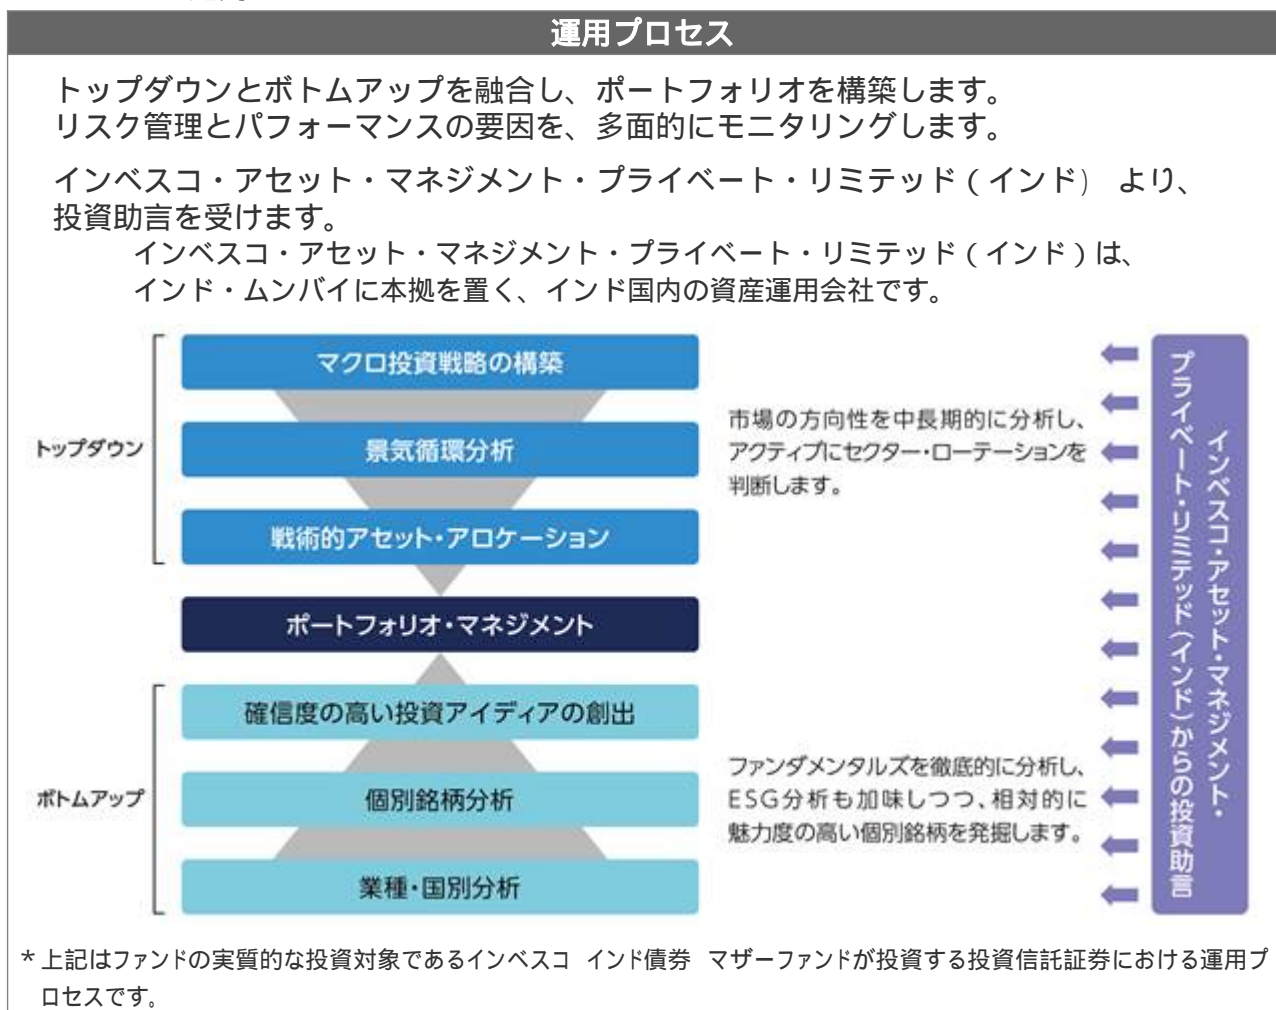 運用プロセス
トップダウンとボトムアップを融合し、ポートフォリオを構築します。
リスク管理とパフォーマンスの要因を、多面的にモニタリングします。
インベスコ・アセット・マネジメント・プライベート・リミテッド(インド) より、
投資助言を受けます。
インベスコ・アセット・マネジメント・プライベート・リミテッド(インド)は、
インド・ムンバイに本拠を置く、インド国内の資産運用会社です。
トップダウン
マクロ投資戦略の構築
景気循環分析
戦術的アセット・アロケーション
市場の方向性を中長期的に分析し、
アクティブにセクター・ローテーションを
判断します。
ポートフォリオ・マネジメント
ボトムアップ
確信度の高い投資アイディアの創出
個別銘柄分析
業種・国別分析
ファンダメンタルズを徹底的に分析し、
ESG分析も加味しつつ、相対的に
魅力度の高い個別銘柄を発掘します。
インベスコ・アセット・マネジメント・
プライベート・リミテッド(インド)からの投資助言
*上記はファンドの実質的な投資対象であるインベスコ インド債券 マザーファンドが投資する投資信託証券における運用プ
ロセスです。